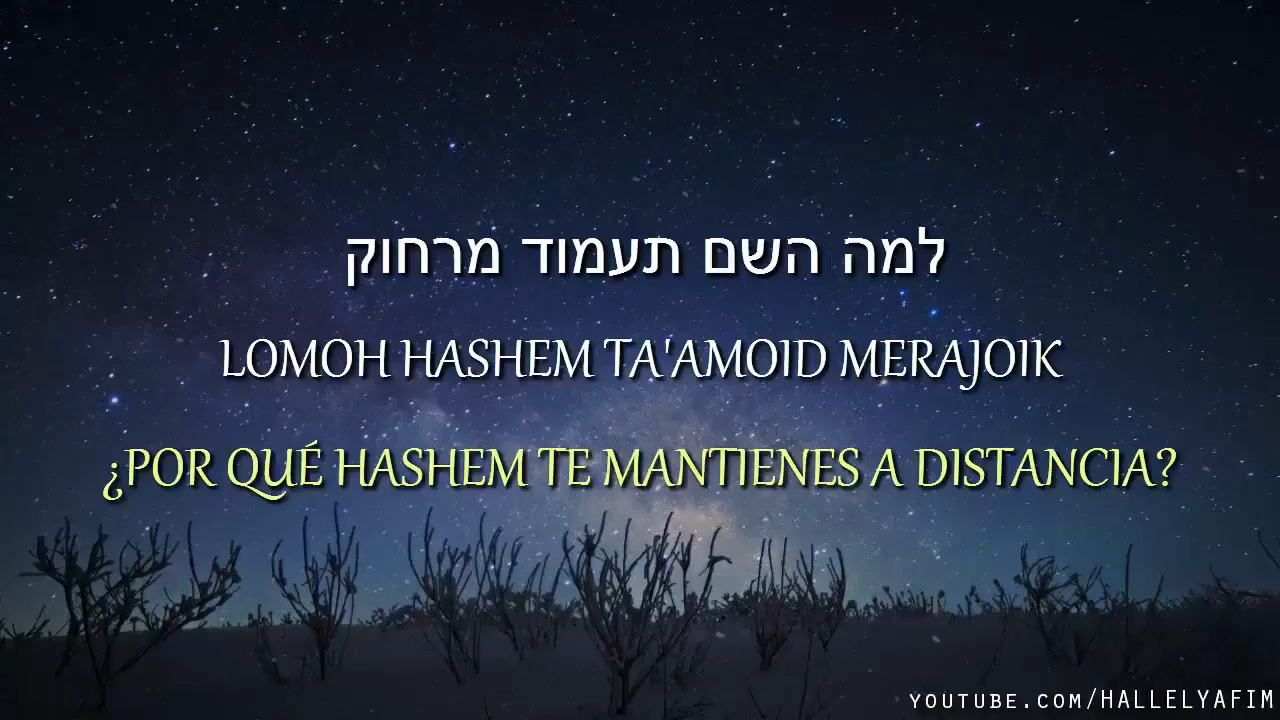 למה השם תעמוד מרחוק
LOMOH HASHEM TA'AMOID MERAJOIK
¿POR QUÉ HASHEM TE MANTIENES A DISTANCIA?
YOUTUBE.COM/HALLELYAFIM